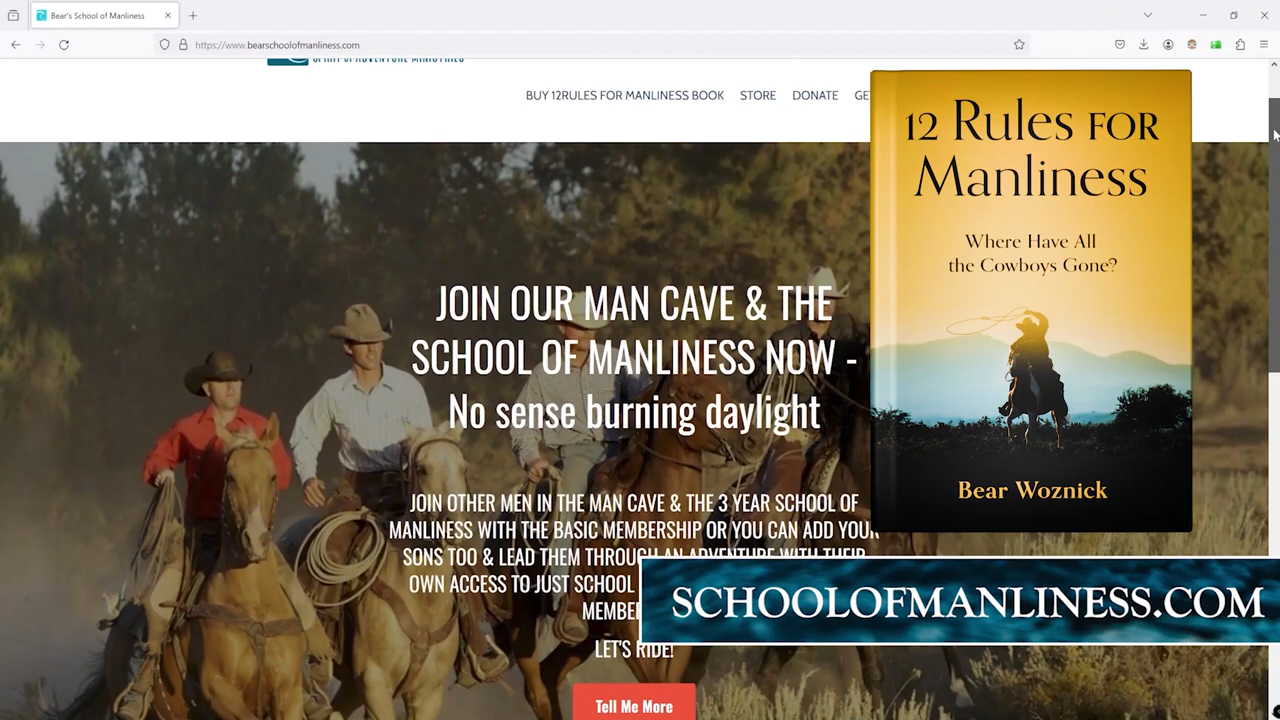 Bear's School of Manliness
https://www.bearschoolofmanliness.com
BUY 12RULES FOR MANLINESS BOOK STORE DONATE
JOIN OUR MAN CAVE & THE
SCHOOL OF MANLINESS NOW -
No sense burning daylight
JOIN OTHER MEN IN THE MAN CAVE & THE 3 YEAR SCHOOL OF
MANLINESS WITH THE BASIC MEMBERSHIP OR YOU CAN ADD YOUR
SONS TOO & LEAD THEM THROUGH AN ADVENTURE WITH THEIR
OWN ACCESS TO JUST SCHOOL
LET'S RIDE!
Tell Me More
12 Rules FOR
Manliness
Where Have All
the Cowboys Gone?
Bear Woznick
SCHOOLOFMANLINESS.COM